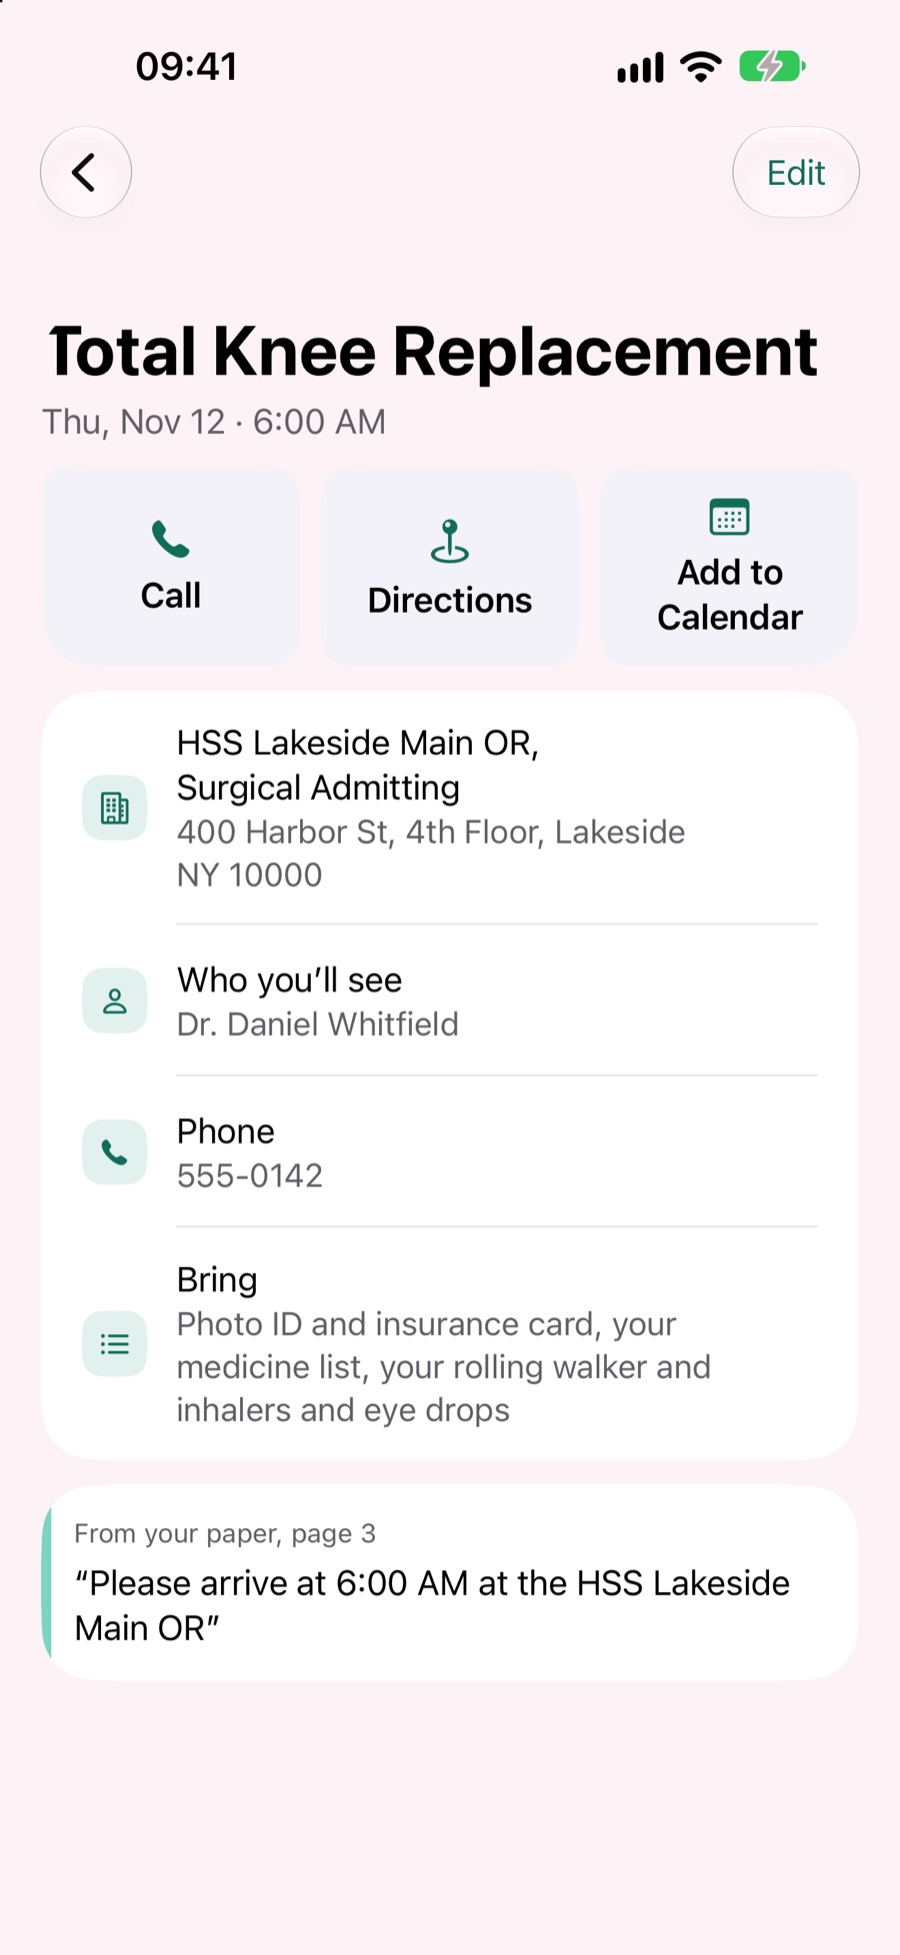 09:41
Edit
Total Knee Replacement
Thu, Nov 12 · 6:00 AM
Call
Directions
Add to
Calendar
HSS Lakeside Main OR,
Surgical Admitting
400 Harbor St, 4th Floor, Lakeside
NY 10000
Who you’ll see
Dr. Daniel Whitfield
Phone
555-0142
Bring
Photo ID and insurance card, your
medicine list, your rolling walker and
inhalers and eye drops
From your paper, page 3
“Please arrive at 6:00 AM at the HSS Lakeside
Main OR”